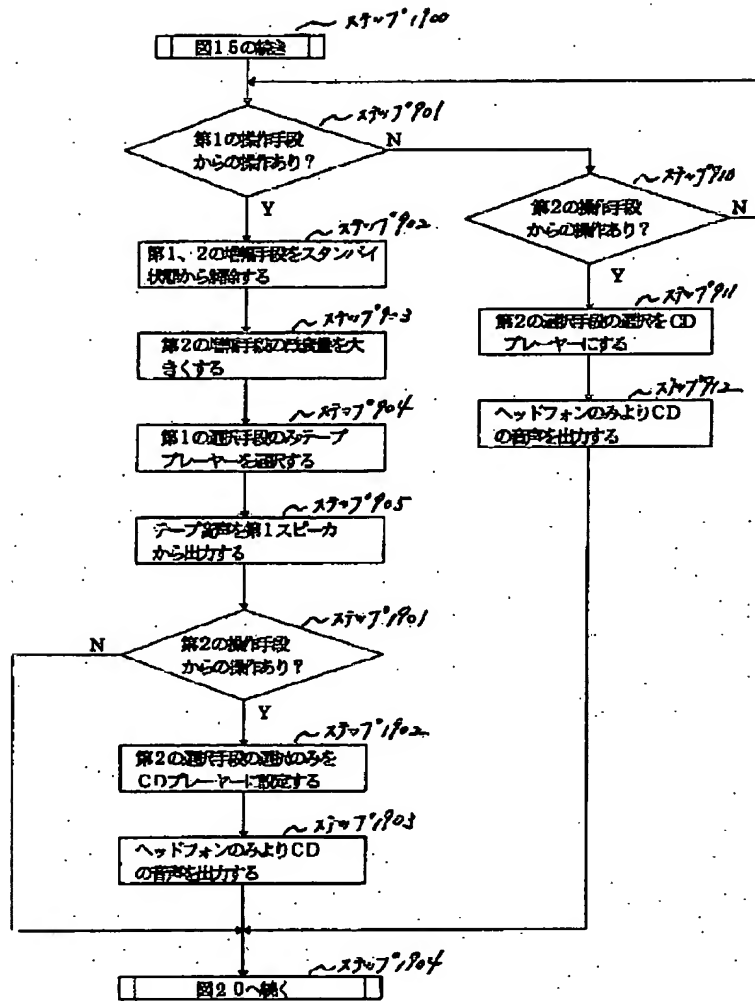 ステップ1900
図15の続き
ステップ901
第1の操作手段
からの操作あり?
N
Y
ステップ910
第2の操作手段
からの操作あり?
N
Y
ステップ902
第1、2の増幅手段をスタンバイ
状態から解除する
ステップ911
第2の選択手段の選択をCD
プレーヤーにする
ステップ903
第2の増幅手段の減衰量を大
きくする
ステップ912
ヘッドフォンのみよりCD
の音声を出力する
ステップ904
第1の選択手段のみテープ
プレーヤーを選択する
ステップ905
テープ音声を第1スピーカ
から出力する
ステップ1901
第2の操作手段
からの操作あり?
N
Y
ステップ1902
第2の選択手段の選択のみを
CDプレーヤーに設定する
ステップ1903
ヘッドフォンのみよりCD
の音声を出力する
ステップ1904
図20へ続く